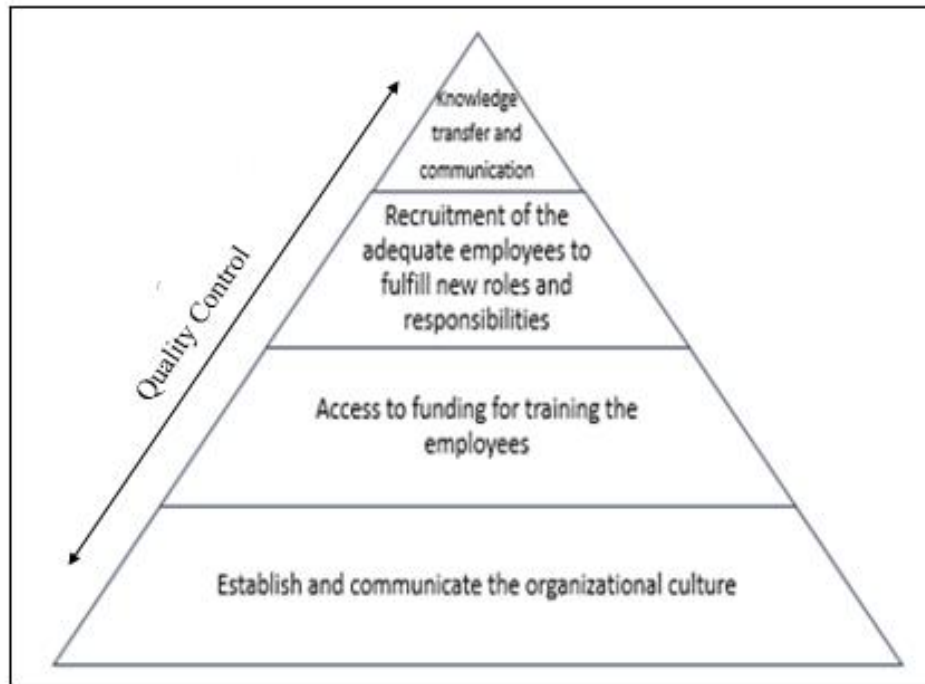 Knowledge
transfer and
communication
Recruitment of the
adequate employees to
fulfill new roles and
responsibilities
Quality Control
Access to funding for training the
employees
Establish and communicate the organizational culture